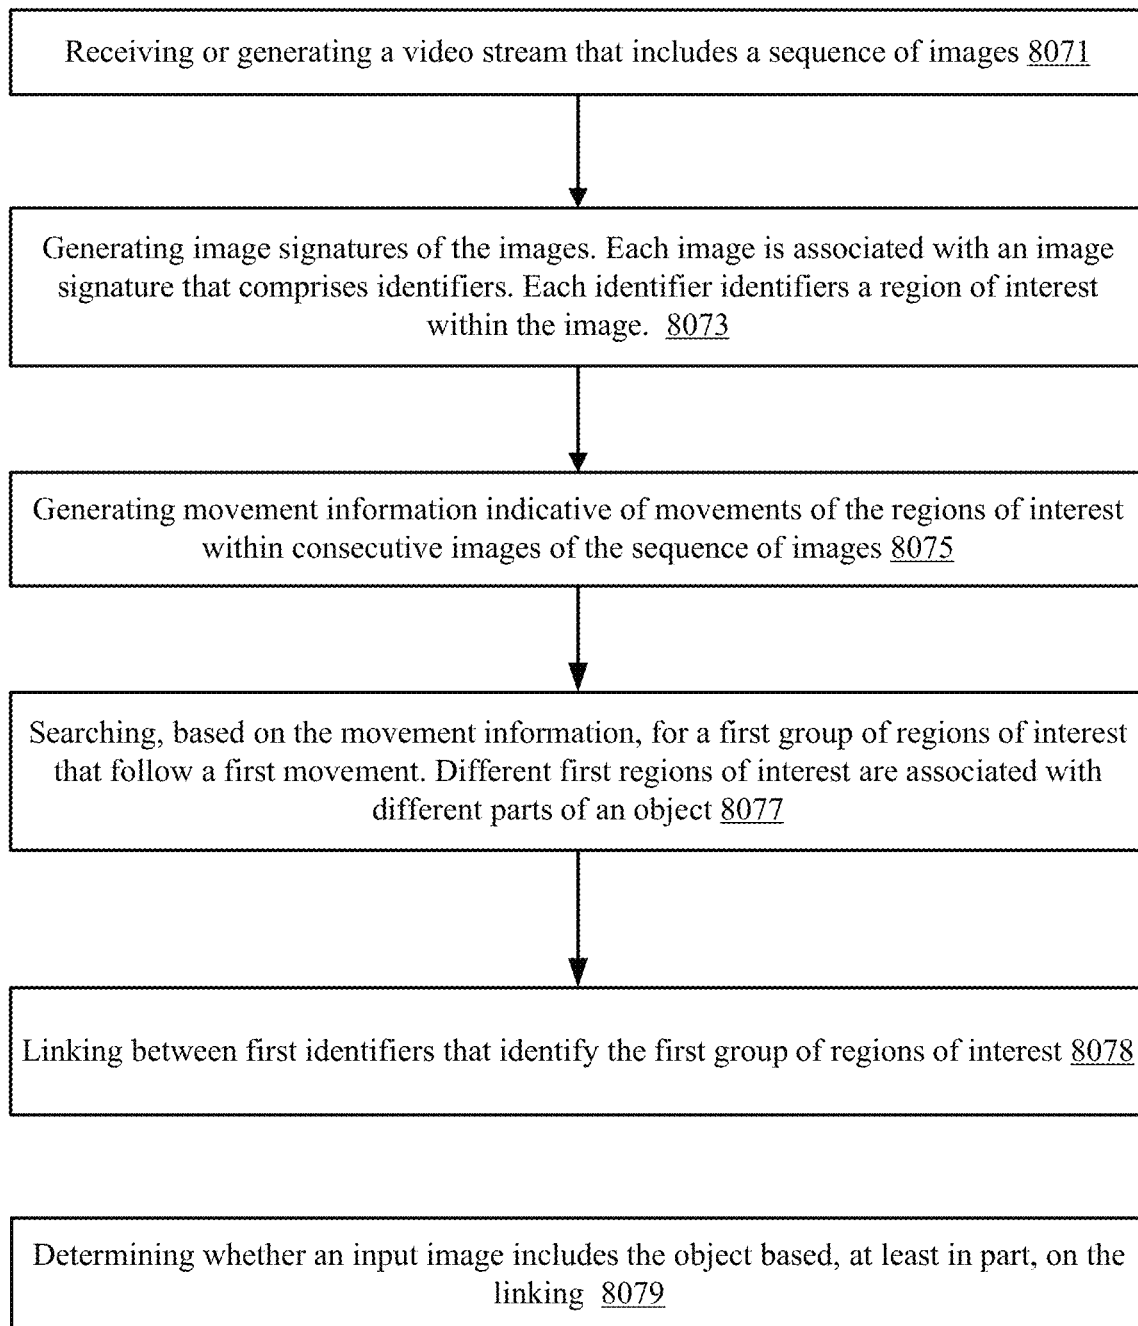 Receiving or generating a video stream that includes a sequence of images 8071
Generating image signatures of the images. Each image is associated with an image
signature that comprises identifiers. Each identifier identifiers a region of interest
within the image. 8073
Generating movement information indicative of movements of the regions of interest
within consecutive images of the sequence of images 8075
Searching, based on the movement information, for a first group of regions of interest
that follow a first movement. Different first regions of interest are associated with
different parts of an object 8077
Linking between first identifiers that identify the first group of regions of interest 8078
Determining whether an input image includes the object based, at least in part, on the
linking 8079